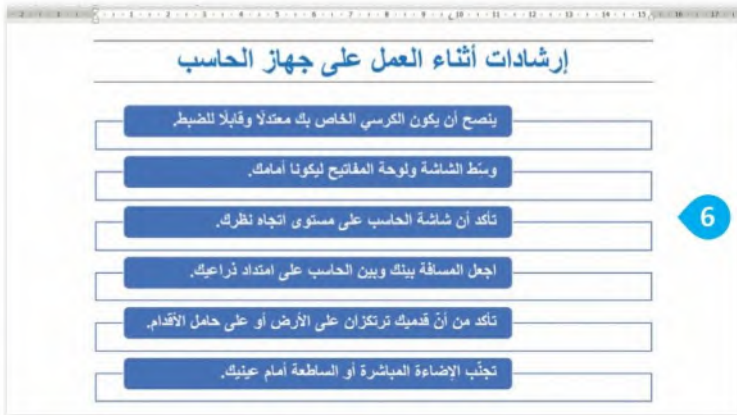 إرشادات أثناء العمل على جهاز الحاسب
ينصح أن يكون الكرسي الخاص بك معتدلًا وقابلًا للضبط.
وسّط الشاشة ولوحة المفاتيح ليكونا أمامك.
تأكد أن شاشة الحاسب على مستوى اتجاه نظرك.
6
اجعل المسافة بينك وبين الحاسب على امتداد ذراعيك.
تأكد من أنّ قدميك ترتكزان على الأرض أو على حامل الأقدام.
تجنّب الإضاءة المباشرة أو الساطعة أمام عينيك.